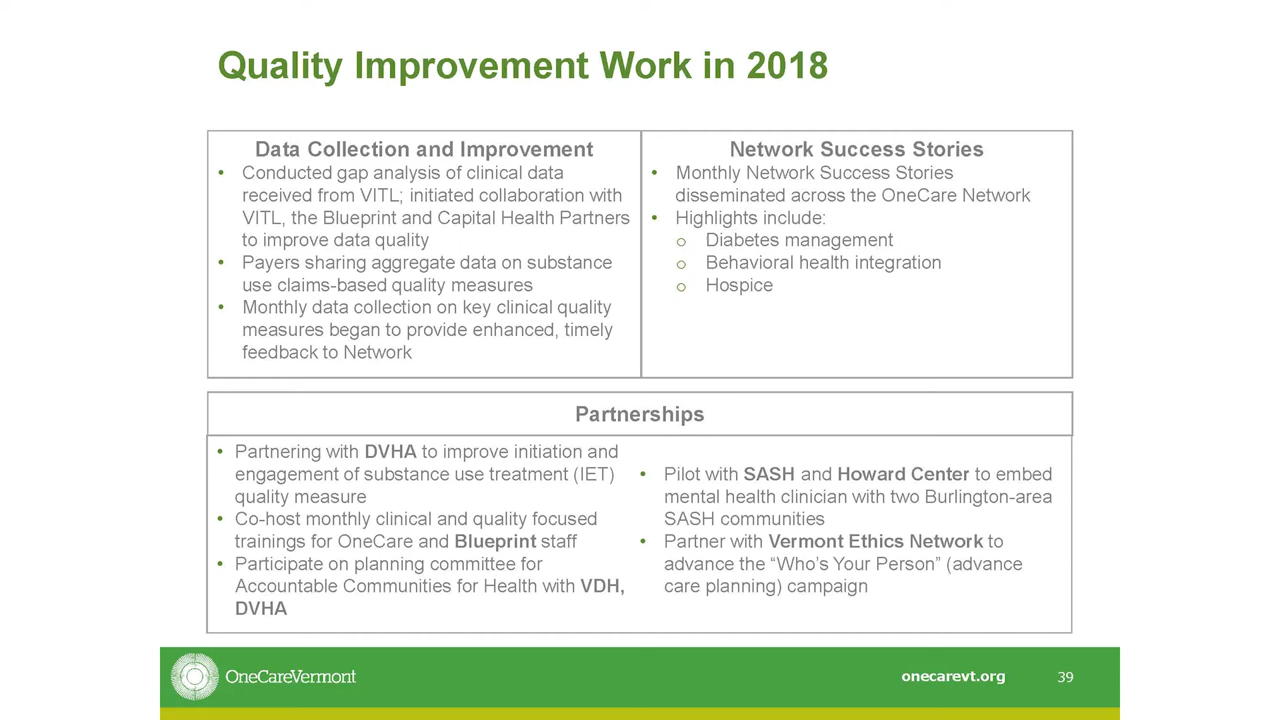 Quality Improvement Work in 2018
Data Collection and Improvement
• Conducted gap analysis of clinical data
received from VITL; initiated collaboration with
VITL, the Blueprint and Capital Health Partners
to improve data quality
• Payers sharing aggregate data on substance
use claims-based quality measures
• Monthly data collection on key clinical quality
measures began to provide enhanced, timely
feedback to Network
Network Success Stories
• Monthly Network Success Stories
disseminated across the OneCare Network
• Highlights include:
o Diabetes management
o Behavioral health integration
o Hospice
Partnerships
• Partnering with DVHA to improve initiation and
engagement of substance use treatment (IET)
quality measure
• Co-host monthly clinical and quality focused
trainings for OneCare and Blueprint staff
• Participate on planning committee for
Accountable Communities for Health with VDH,
DVHA
• Pilot with SASH and Howard Center to embed
mental health clinician with two Burlington-area
SASH communities
• Partner with Vermont Ethics Network to
advance the “Who’s Your Person” (advance
care planning) campaign
OneCareVermont
onecarevt.org
39